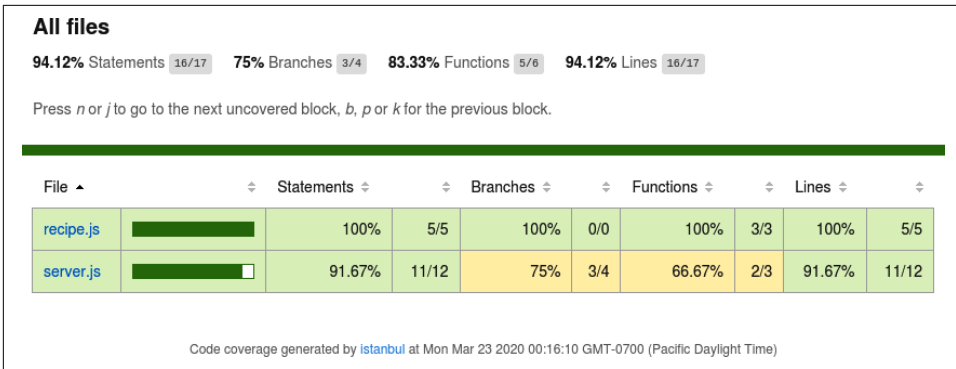 All files
94.12% Statements 16/17 75% Branches 3/4 83.33% Functions 5/6 94.12% Lines 16/17
Press n or j to go to the next uncovered block, b, p or k for the previous block.
File Statements Branches Functions Lines
recipe.js 100% 5/5 100% 0/0 100% 3/3 100% 5/5
server.js 91.67% 11/12 75% 3/4 66.67% 2/3 91.67% 11/12
Code coverage generated by istanbul at Mon Mar 23 2020 00:16:10 GMT-0700 (Pacific Daylight Time)